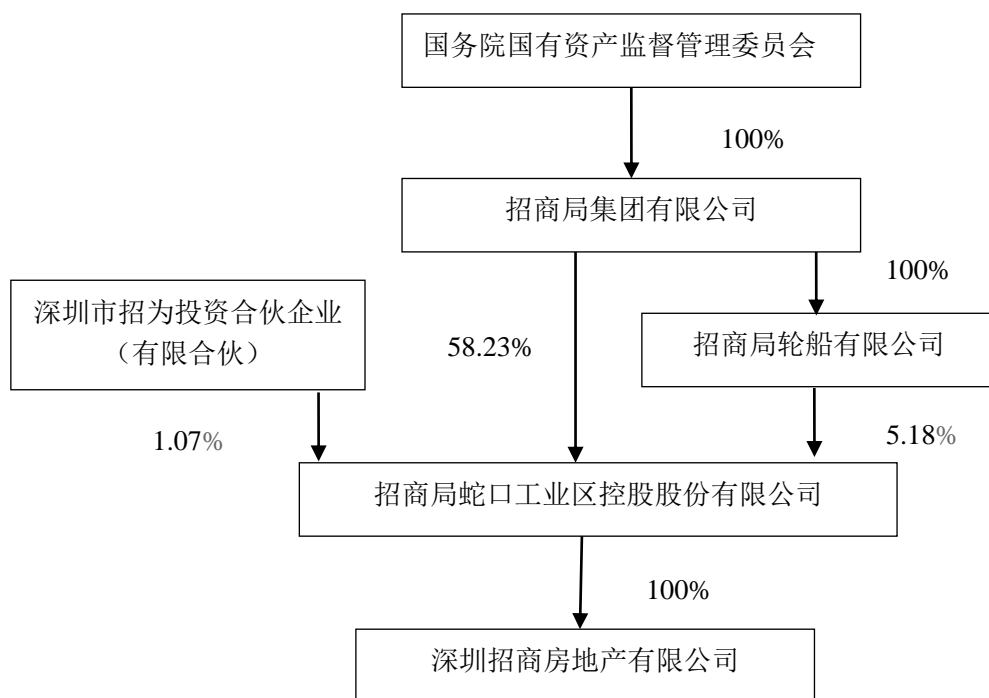 国务院国有资产监督管理委员会
100%
招商局集团有限公司
100%
深圳市招为投资合伙企业
（有限合伙）
58.23%
招商局轮船有限公司
1.07%
5.18%
招商局蛇口工业区控股股份有限公司
100%
深圳招商房地产有限公司